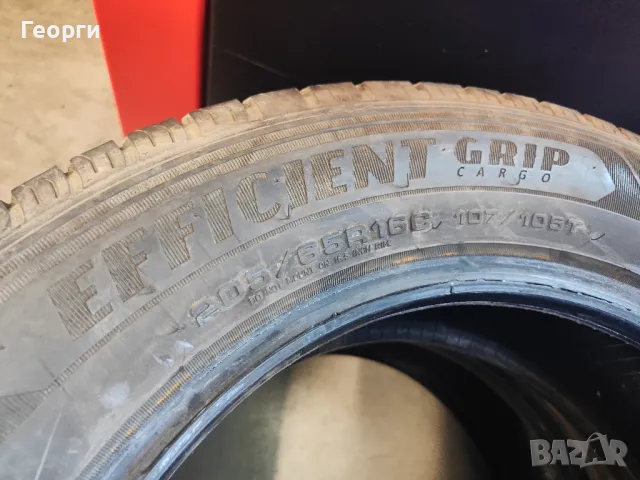 Георги
EFFICIENT GRIP
CARGO
205/65R16C 107/105T
BAZAR